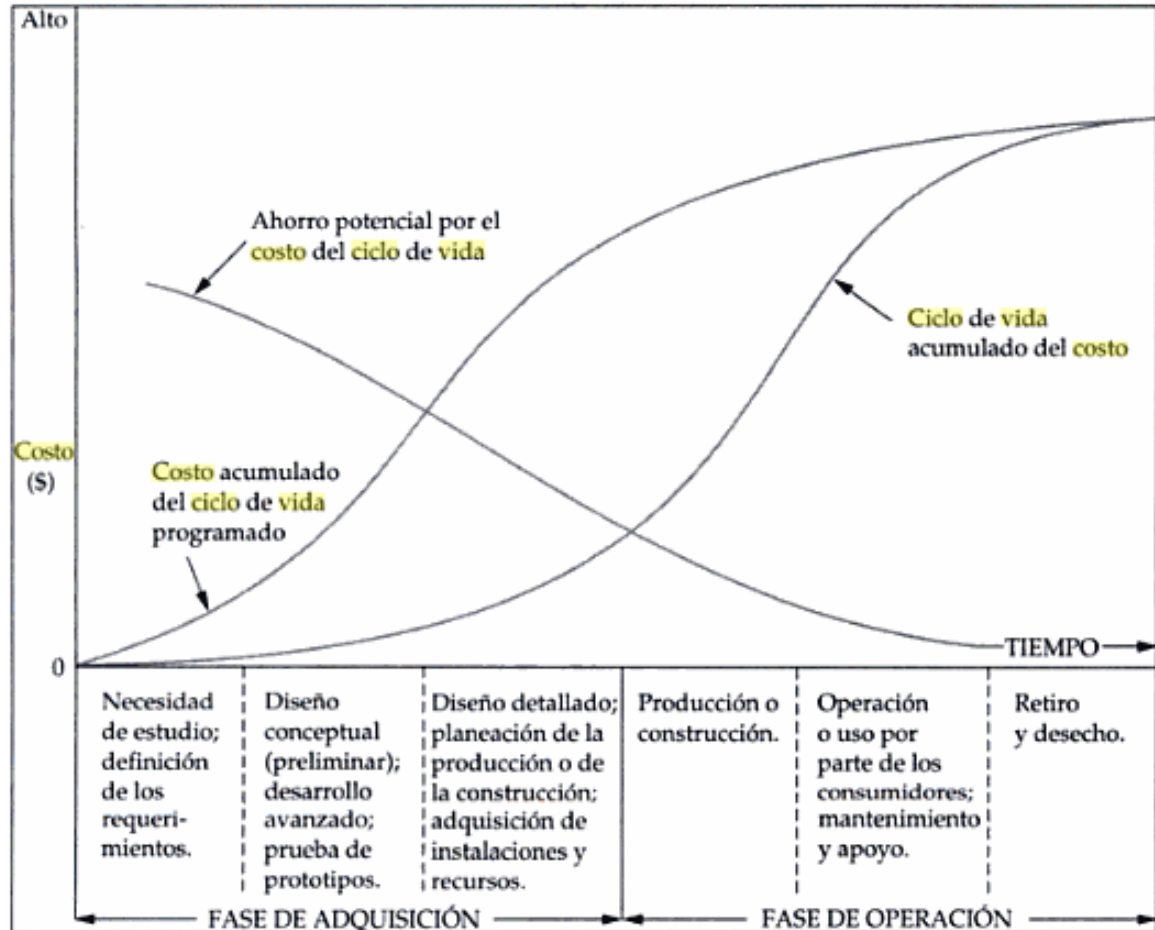 Alto
Ahorro potencial por el
costo del ciclo de vida
Ciclo de vida
acumulado del costo
Costo
($)
Costo acumulado
del ciclo de vida
programado
TIEMPO
0
Necesidad
de estudio;
definición
de los
requeri-
mientos.
Diseño
conceptual
(preliminar);
desarrollo
avanzado;
prueba de
prototipos.
Diseño detallado;
planeación de la
producción o de
la construcción;
adquisición de
instalaciones y
recursos.
Producción o
construcción.
Operación
o uso por
parte de los
consumidores;
mantenimiento
y apoyo.
Retiro
y desecho.
FASE DE ADQUISICIÓN
FASE DE OPERACIÓN